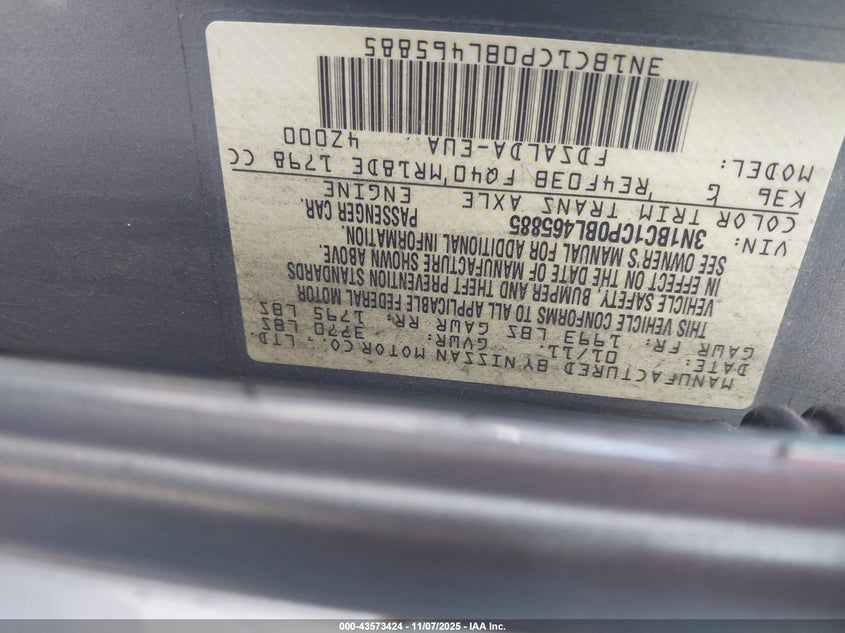 MANUFACTURED BY NISSAN MOTOR CO., LTD.
DATE: 01/11 GVWR: 3770 LBS
GAWR FR: 1993 LBS GAWR RR: 1795 LBS
THIS VEHICLE CONFORMS TO ALL APPLICABLE FEDERAL MOTOR
VEHICLE SAFETY, BUMPER AND THEFT PREVENTION STANDARDS
IN EFFECT ON THE DATE OF MANUFACTURE SHOWN ABOVE.
SEE OWNER'S MANUAL FOR ADDITIONAL INFORMATION.
VIN: 3N1BC1CP0BL465885 PASSENGER CAR.
COLOR TRIM TRANS AXLE ENGINE
K36 G RE4F03B FQ40 MR18DE 1798 CC
MODEL: FDSALDA-EUA 42000
3N1BC1CP0BL465885
000-43573424 | 11/07/2025 - IAA Inc.